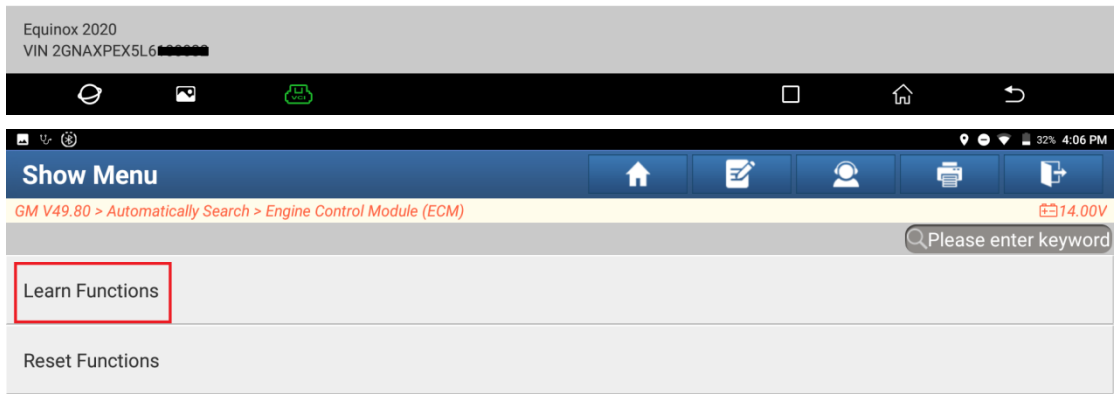 Equinox 2020
VIN 2GNAXPEX5L6
VCI
32% 4:06 PM
Show Menu
GM V49.80 > Automatically Search > Engine Control Module (ECM)
14.00V
Please enter keyword
Learn Functions
Reset Functions